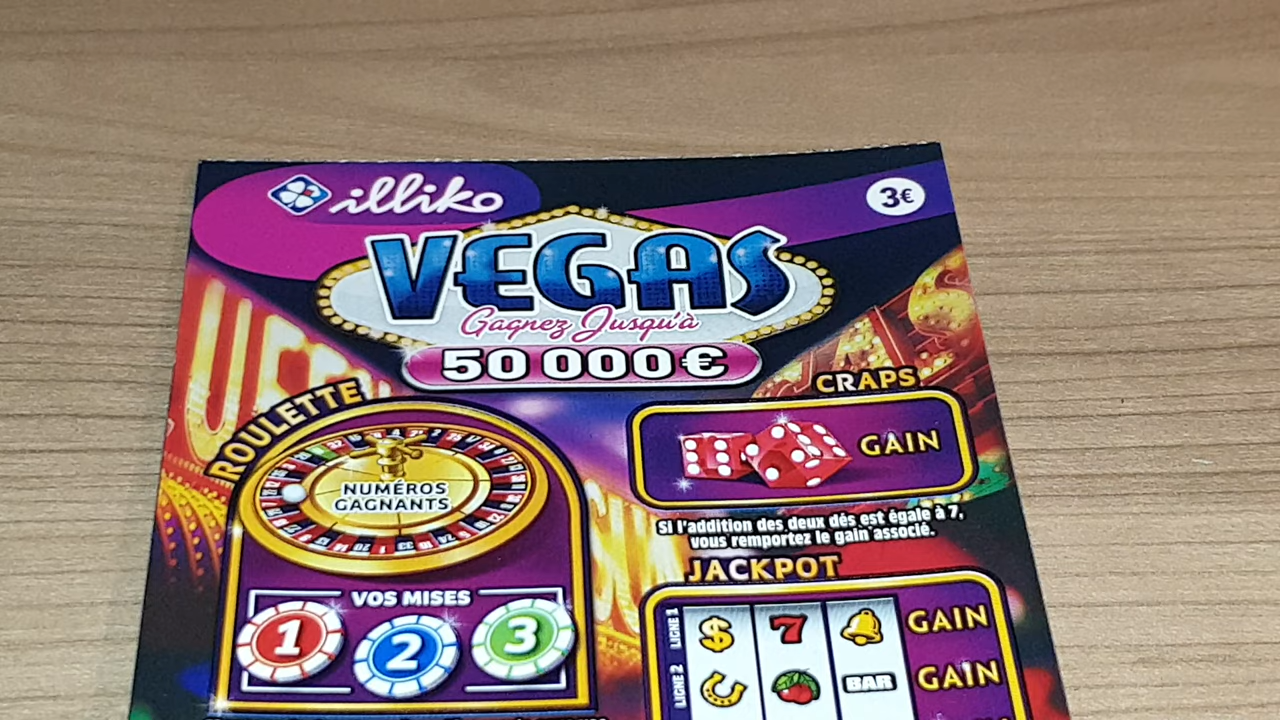 illiko
3€
VEGAS
Gagnez Jusqu'à
50 000 €
ROULETTE
NUMÉROS
GAGNANTS
VOS MISES
1 2 3
CRAPS
GAIN
Si l'addition des deux dés est égale à 7,
vous remportez le gain associé.
JACKPOT
LIGNE 1 $ 7 GAIN
LIGNE 2 BAR GAIN